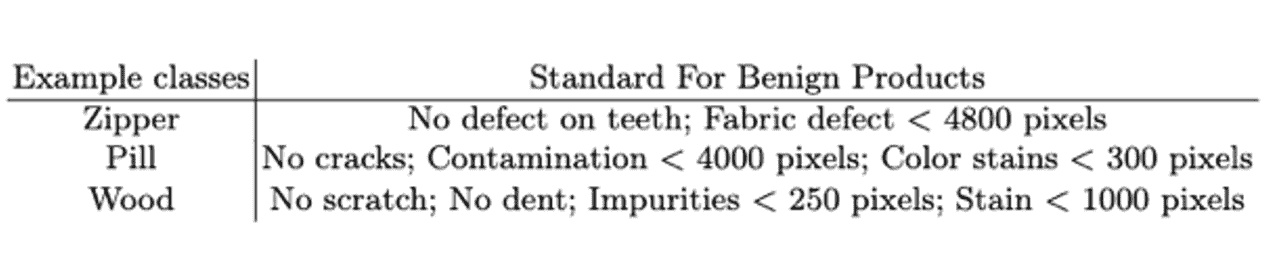 Example classes Standard For Benign Products
Zipper No defect on teeth; Fabric defect < 4800 pixels
Pill No cracks; Contamination < 4000 pixels; Color stains < 300 pixels
Wood No scratch; No dent; Impurities < 250 pixels; Stain < 1000 pixels